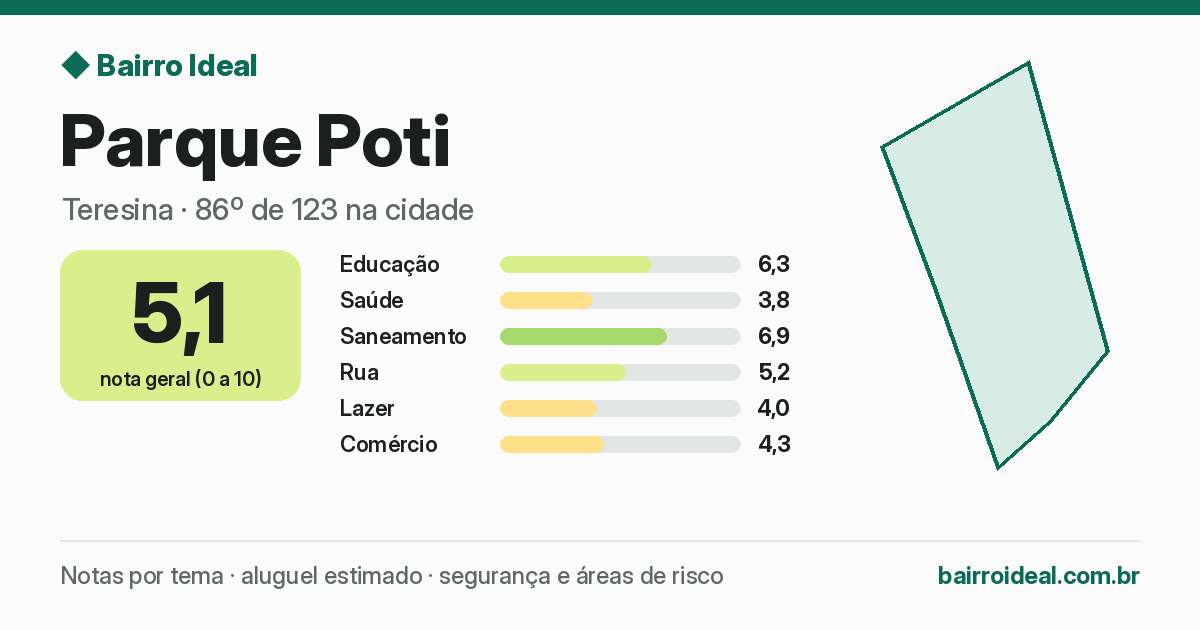 Bairro Ideal
Parque Poti
Teresina · 86º de 123 na cidade
5,1
nota geral (0 a 10)
Educação 6,3
Saúde 3,8
Saneamento 6,9
Rua 5,2
Lazer 4,0
Comércio 4,3
Notas por tema · aluguel estimado · segurança e áreas de risco
bairroideal.com.br